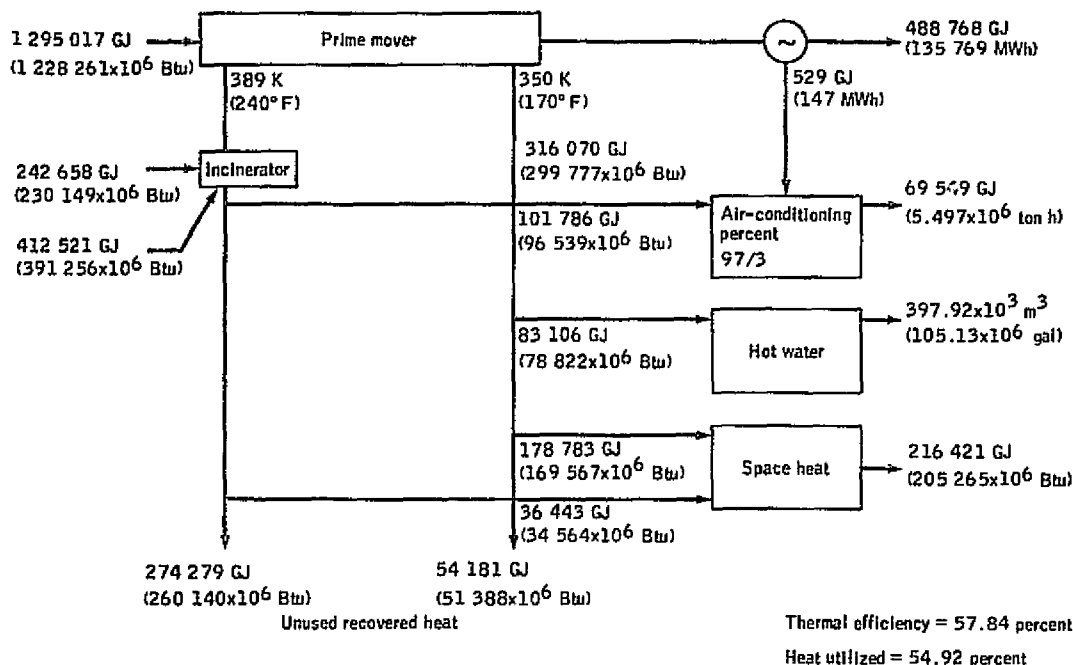 1 295 017 GJ
(1 228 261x10⁶ Btu)
Prime mover
~
488 768 GJ
(135 769 MWh)
389 K
(240° F)
350 K
(170° F)
529 GJ
(147 MWh)
242 658 GJ
(230 149x10⁶ Btu)
Incinerator
316 070 GJ
(299 777x10⁶ Btu)
412 521 GJ
(391 256x10⁶ Btu)
101 786 GJ
(96 539x10⁶ Btu)
Air-conditioning
percent
97/3
69 549 GJ
(5.497x10⁶ ton h)
83 106 GJ
(78 822x10⁶ Btu)
Hot water
397.92x10³ m³
(105.13x10⁶ gal)
178 783 GJ
(169 567x10⁶ Btu)
Space heat
216 421 GJ
(205 265x10⁶ Btu)
36 443 GJ
(34 564x10⁶ Btu)
274 279 GJ
(260 140x10⁶ Btu)
54 181 GJ
(51 388x10⁶ Btu)
Unused recovered heat
Thermal efficiency = 57.84 percent
Heat utilized = 54.92 percent